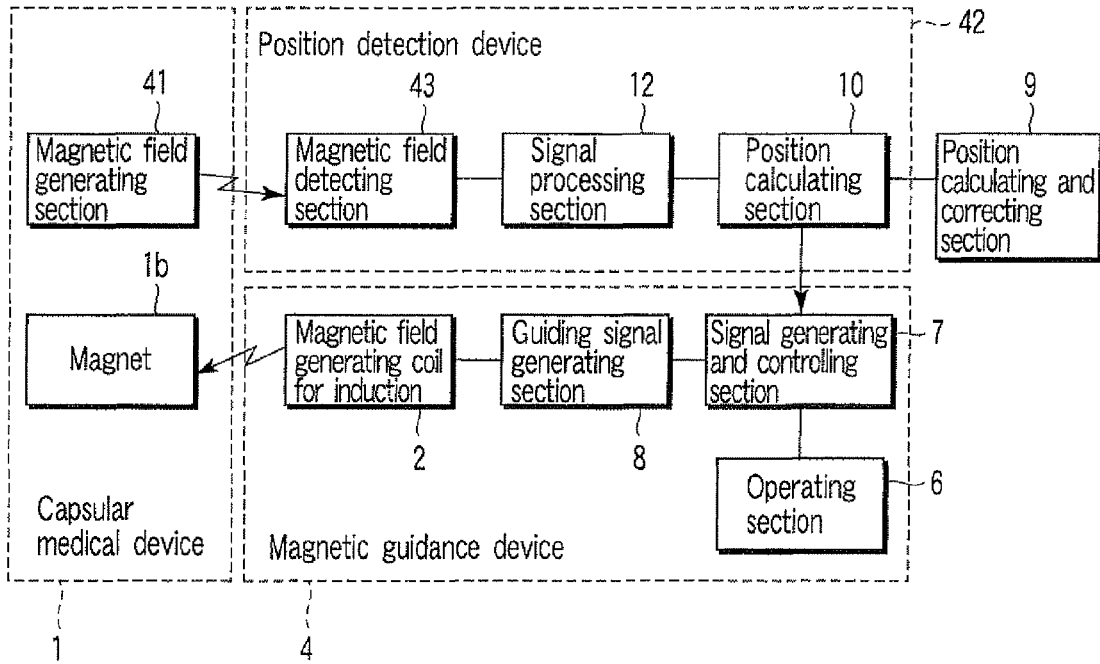 42
Position detection device
41
43
12
10
9
Magnetic field
generating
section
Magnetic field
detecting
section
Signal
processing
section
Position
calculating
section
Position
calculating and
correcting
section
1b
Magnet
Magnetic field
generating coil
for induction
Guiding signal
generating
section
Signal generating
and controlling
section
7
2
8
Operating
section
6
Capsular
medical device
Magnetic guidance device
1
4